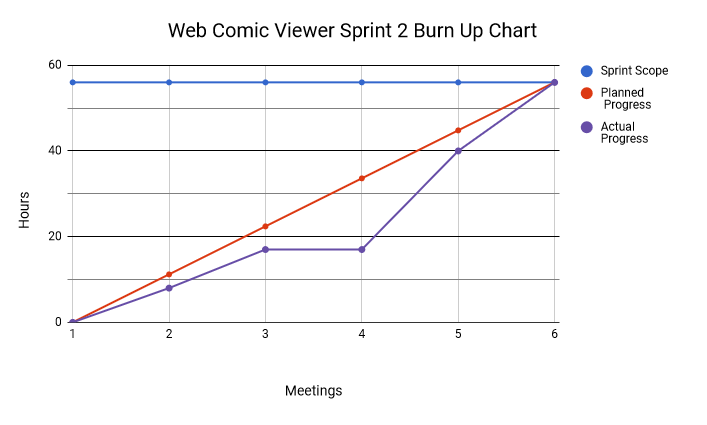 Web Comic Viewer Sprint 2 Burn Up Chart
60
40
20
0
Hours
1 2 3 4 5 6
Meetings
Sprint Scope
Planned
Progress
Actual
Progress